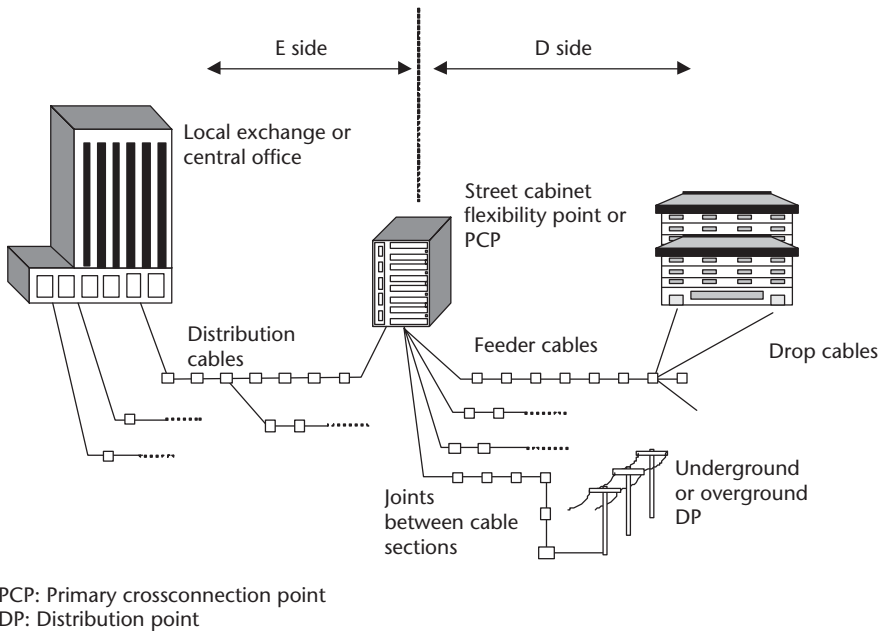 E side
D side
Local exchange or
central office
Street cabinet
flexibility point or
PCP
Distribution
cables
Feeder cables
Drop cables
Joints
between cable
sections
Underground
or overground
DP
PCP: Primary crossconnection point
DP: Distribution point